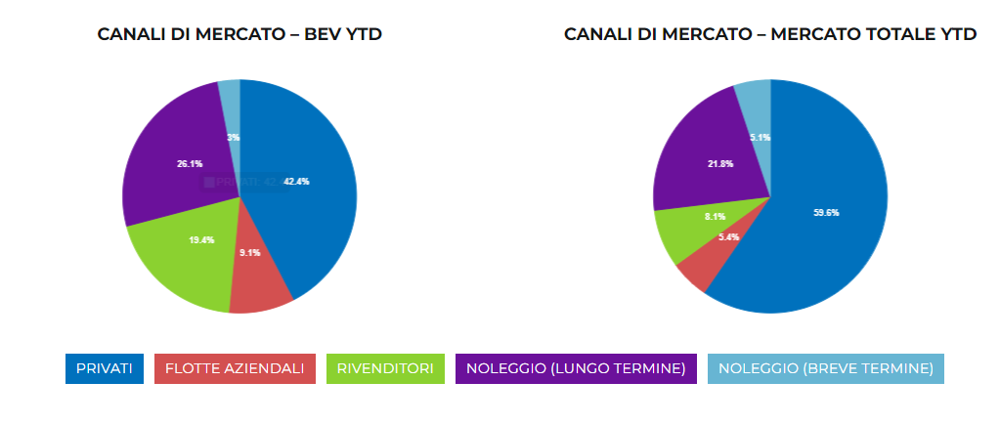 CANALI DI MERCATO – BEV YTD
CANALI DI MERCATO – MERCATO TOTALE YTD
3%
26.1%
PRIVATI: 42.4%
19.4%
9.1%
5.1%
21.8%
59.6%
8.1%
5.4%
PRIVATI
FLOTTE AZIENDALI
RIVENDITORI
NOLEGGIO (LUNGO TERMINE)
NOLEGGIO (BREVE TERMINE)